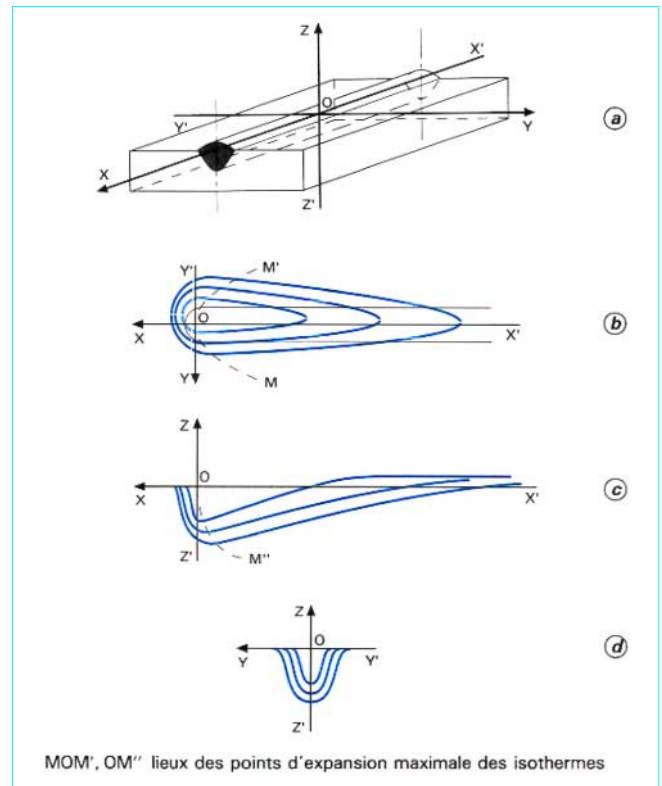 Z
X'
O
Y'
Y
X
Z'
a
Y'
M'
O
X
X'
Y
M
b
Z
O
X
X'
Z'
M''
c
Z
O
Y
Y'
Z'
d
MOM', OM'' lieux des points d'expansion maximale des isothermes